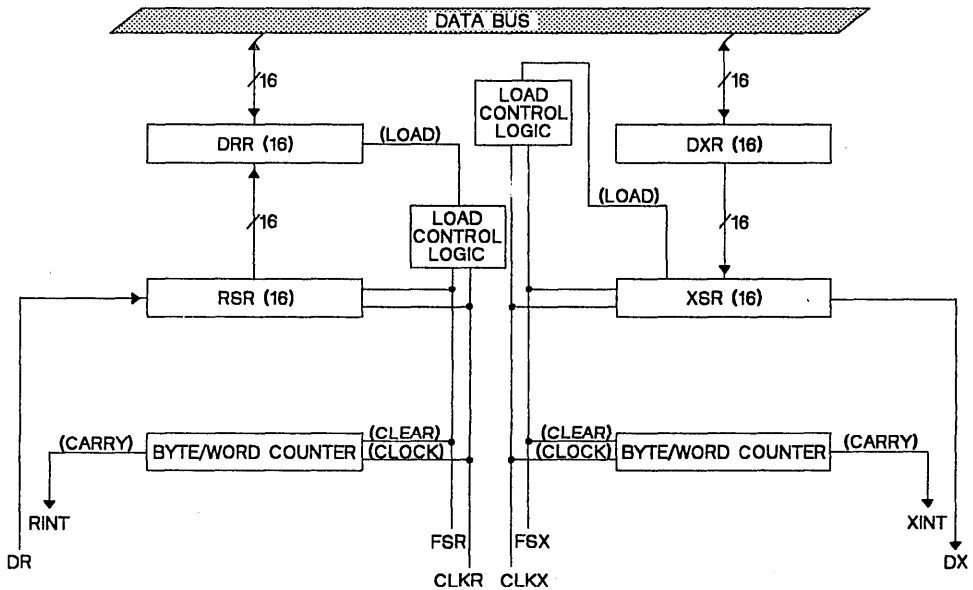 DATA BUS
16
16
LOAD
CONTROL
LOGIC
DRR (16)
(LOAD)
DXR (16)
(LOAD)
16
LOAD
CONTROL
LOGIC
16
RSR (16)
XSR (16)
(CARRY)
BYTE/WORD COUNTER
(CLEAR)
(CLOCK)
(CLEAR)
(CLOCK)
BYTE/WORD COUNTER
(CARRY)
RINT
XINT
DR
FSR
FSX
DX
CLKR
CLKX